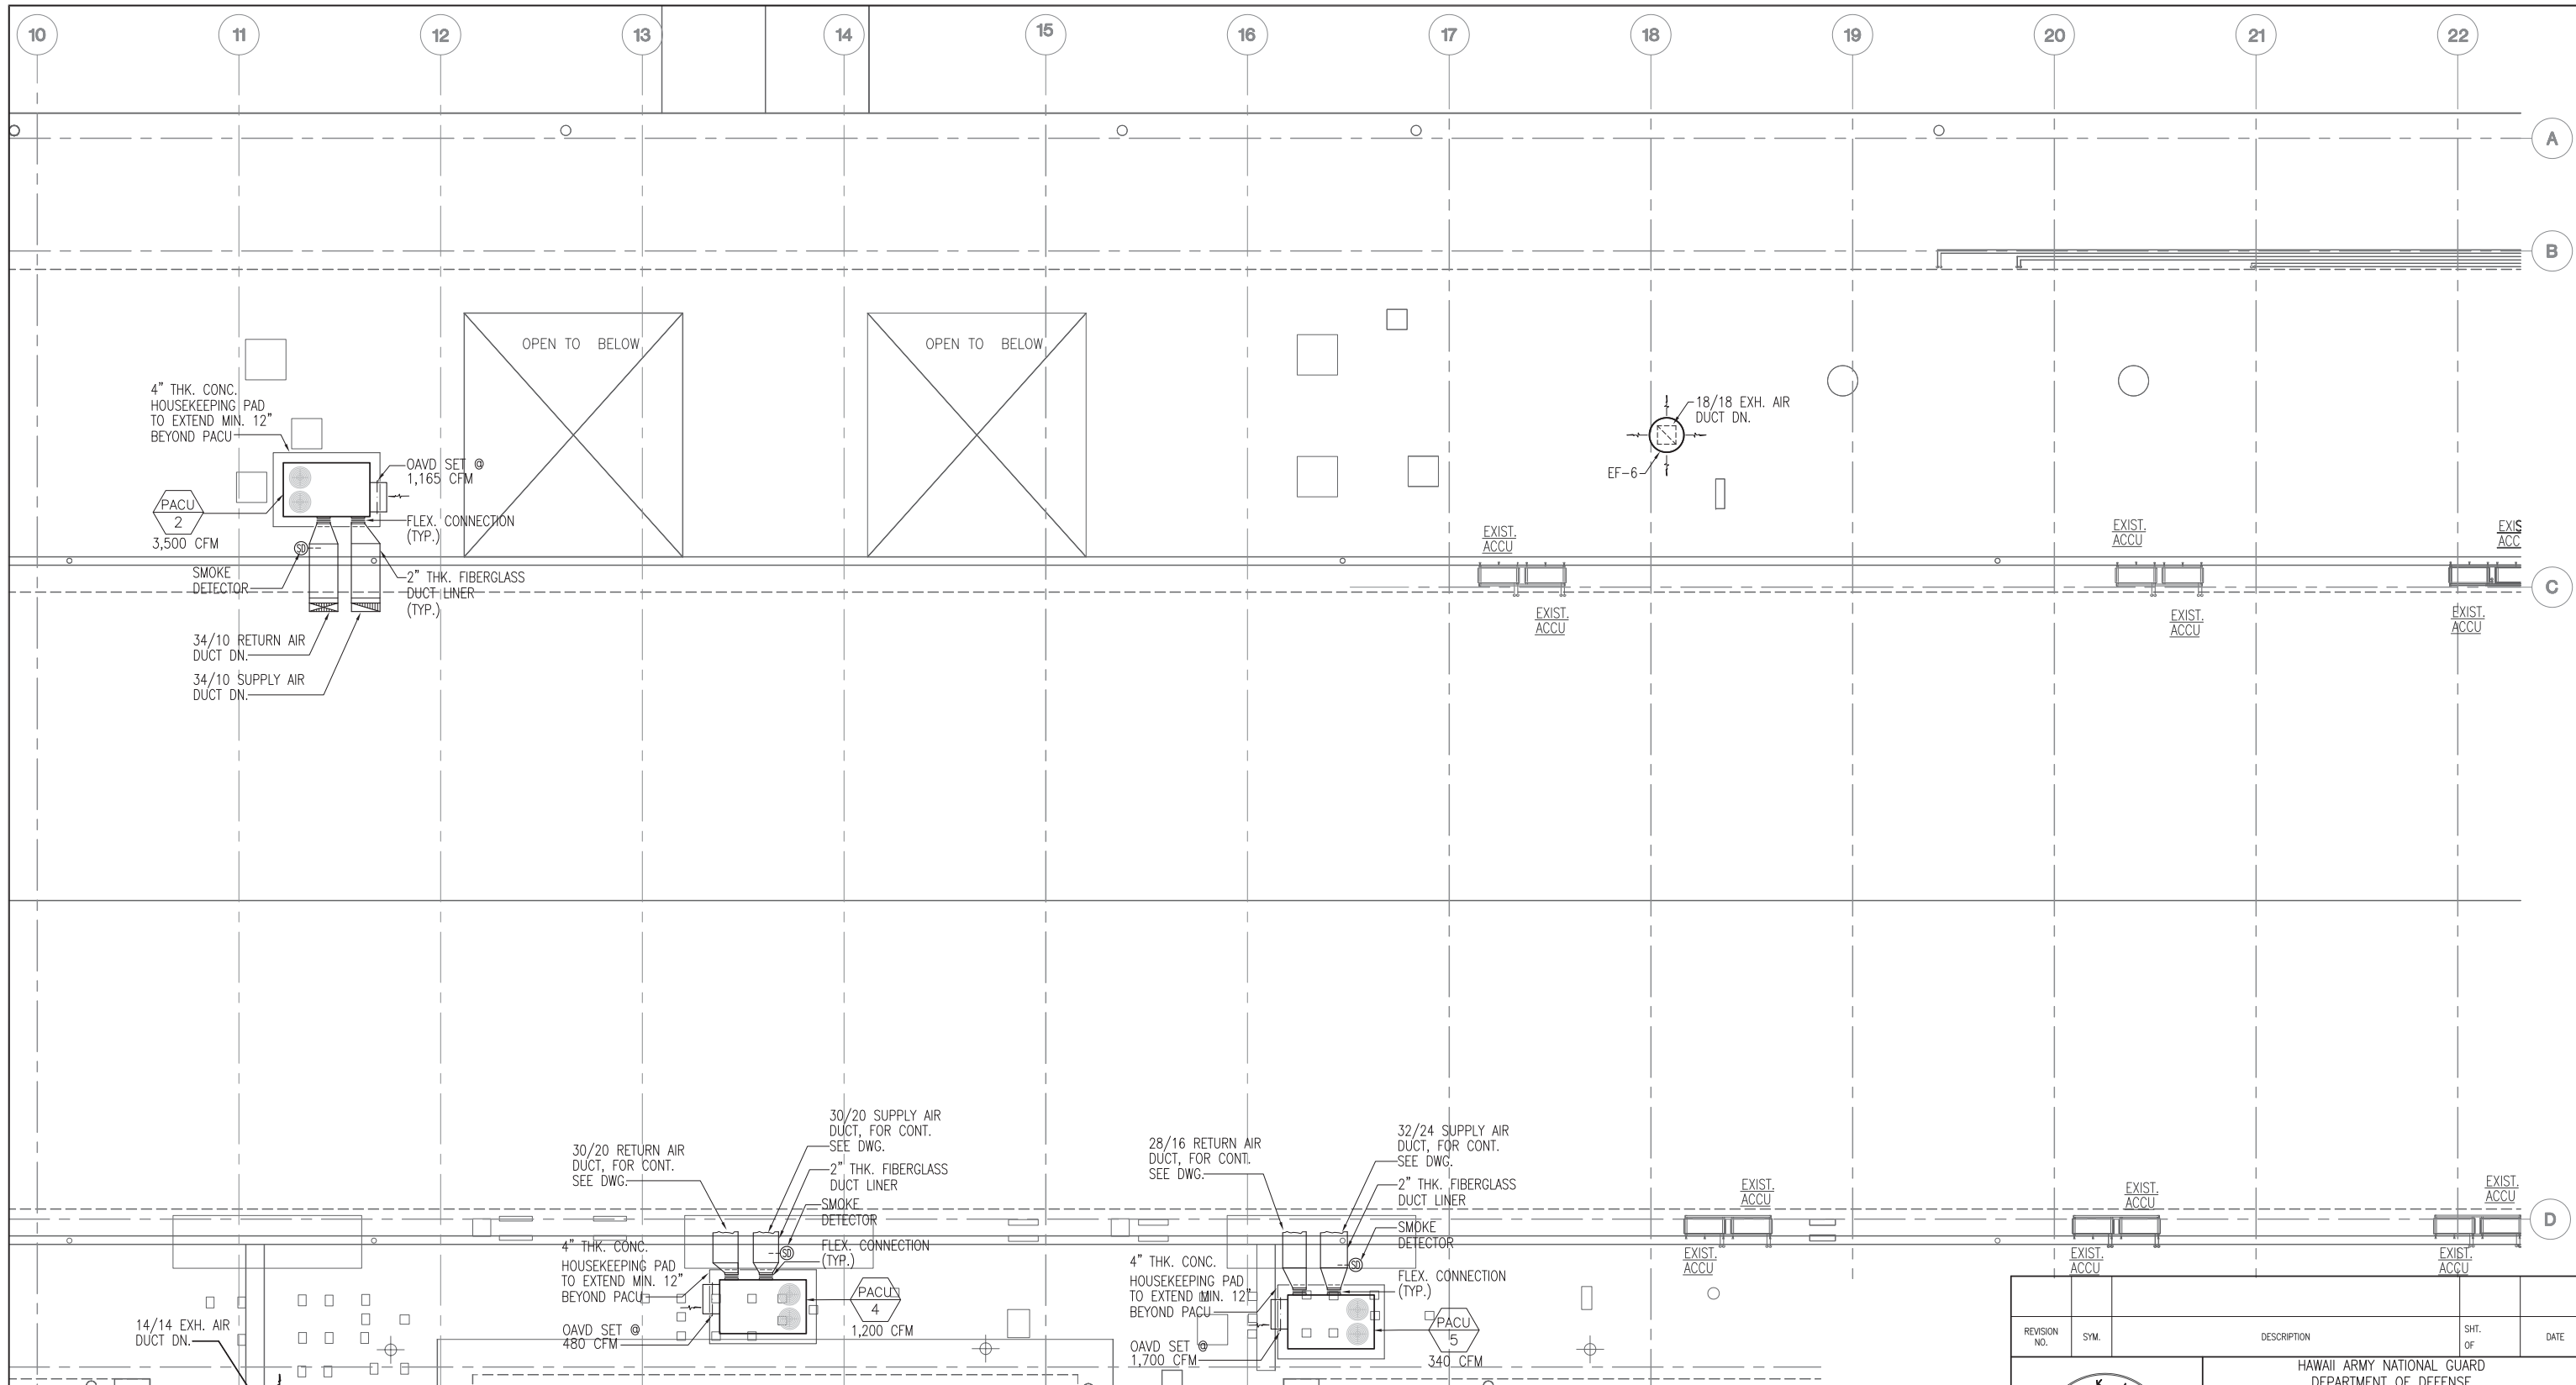 10 11 12 13 14 15 16 17 18 19 20 21 22
A
B
OPEN TO BELOW
OPEN TO BELOW
4" THK. CONC.
HOUSEKEEPING PAD
TO EXTEND MIN. 12"
BEYOND PACU
OAVD SET @
1,165 CFM
PACU
2
3,500 CFM
FLEX. CONNECTION
(TYP.)
SD
SMOKE
DETECTOR
2" THK. FIBERGLASS
DUCT LINER
(TYP.)
34/10 RETURN AIR
DUCT DN.
34/10 SUPPLY AIR
DUCT DN.
18/18 EXH. AIR
DUCT DN.
EF-6
EXIST.
ACCU
EXIST.
ACCU
EXIST.
ACCU
EXIST.
ACCU
EXIS
ACC
EXIST.
ACCU
C
30/20 RETURN AIR
DUCT, FOR CONT.
SEE DWG.
30/20 SUPPLY AIR
DUCT, FOR CONT.
SEE DWG.
2" THK. FIBERGLASS
DUCT LINER
SMOKE
DETECTOR
SD
FLEX. CONNECTION
(TYP.)
4" THK. CONC.
HOUSEKEEPING PAD
TO EXTEND MIN. 12"
BEYOND PACU
OAVD SET @
480 CFM
PACU
4
1,200 CFM
28/16 RETURN AIR
DUCT, FOR CONT.
SEE DWG.
32/24 SUPPLY AIR
DUCT, FOR CONT.
SEE DWG.
2" THK. FIBERGLASS
DUCT LINER
SMOKE
DETECTOR
SD
FLEX. CONNECTION
(TYP.)
4" THK. CONC.
HOUSEKEEPING PAD
TO EXTEND MIN. 12"
BEYOND PACU
OAVD SET @
1,700 CFM
PACU
5
340 CFM
EXIST.
ACCU
EXIST.
ACCU
EXIST.
ACCU
EXIST.
ACCU
EXIST.
ACCU
EXIST.
ACCU
D
14/14 EXH. AIR
DUCT DN.
REVISION
NO.
SYM.
DESCRIPTION
SHT.
OF
DATE
HAWAII ARMY NATIONAL GUARD
DEPARTMENT OF DEFENSE
K